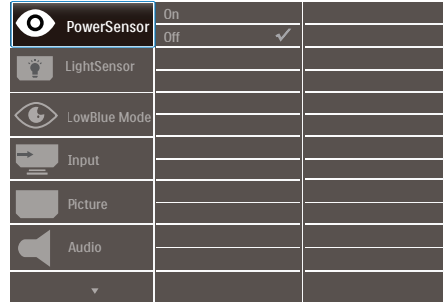 PowerSensor
On
Off
LightSensor
LowBlue Mode
Input
Picture
Audio